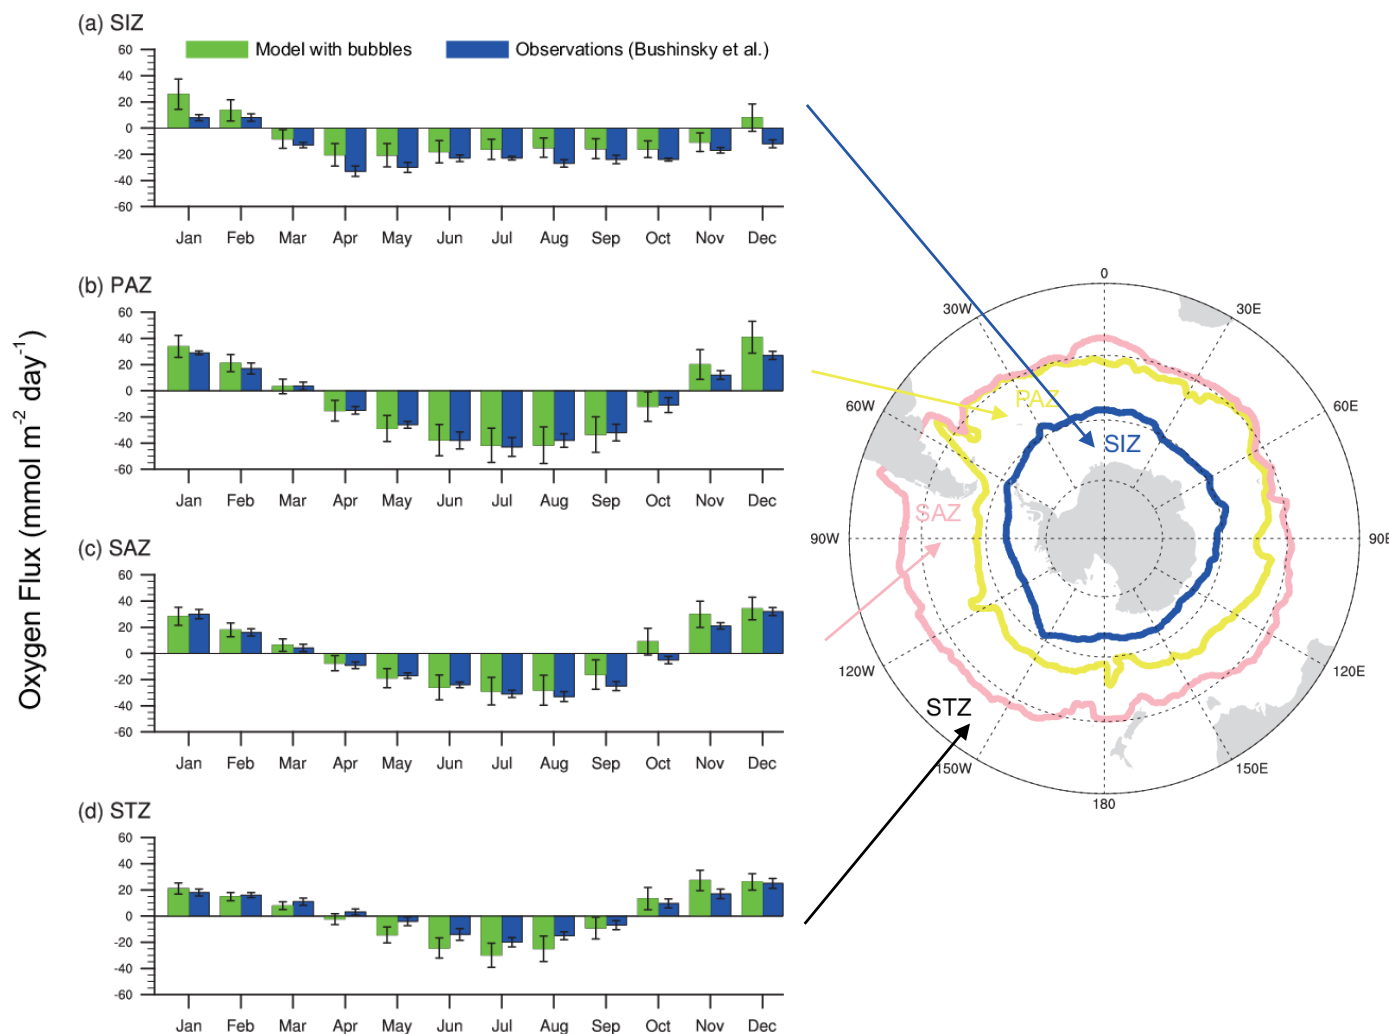 (a) SIZ
Model with bubbles
Observations (Bushinsky et al.)
60
40
20
0
-20
-40
-60
Jan Feb Mar Apr May Jun Jul Aug Sep Oct Nov Dec
(b) PAZ
60
40
20
0
-20
-40
-60
Jan Feb Mar Apr May Jun Jul Aug Sep Oct Nov Dec
(c) SAZ
60
40
20
0
-20
-40
-60
Jan Feb Mar Apr May Jun Jul Aug Sep Oct Nov Dec
(d) STZ
60
40
20
0
-20
-40
-60
Jan Feb Mar Apr May Jun Jul Aug Sep Oct Nov Dec
Oxygen Flux (mmol m-2 day-1)
0
30W
30E
60W
60E
90W
90E
120W
120E
150W
150E
180
PAZ
SIZ
SAZ
STZ